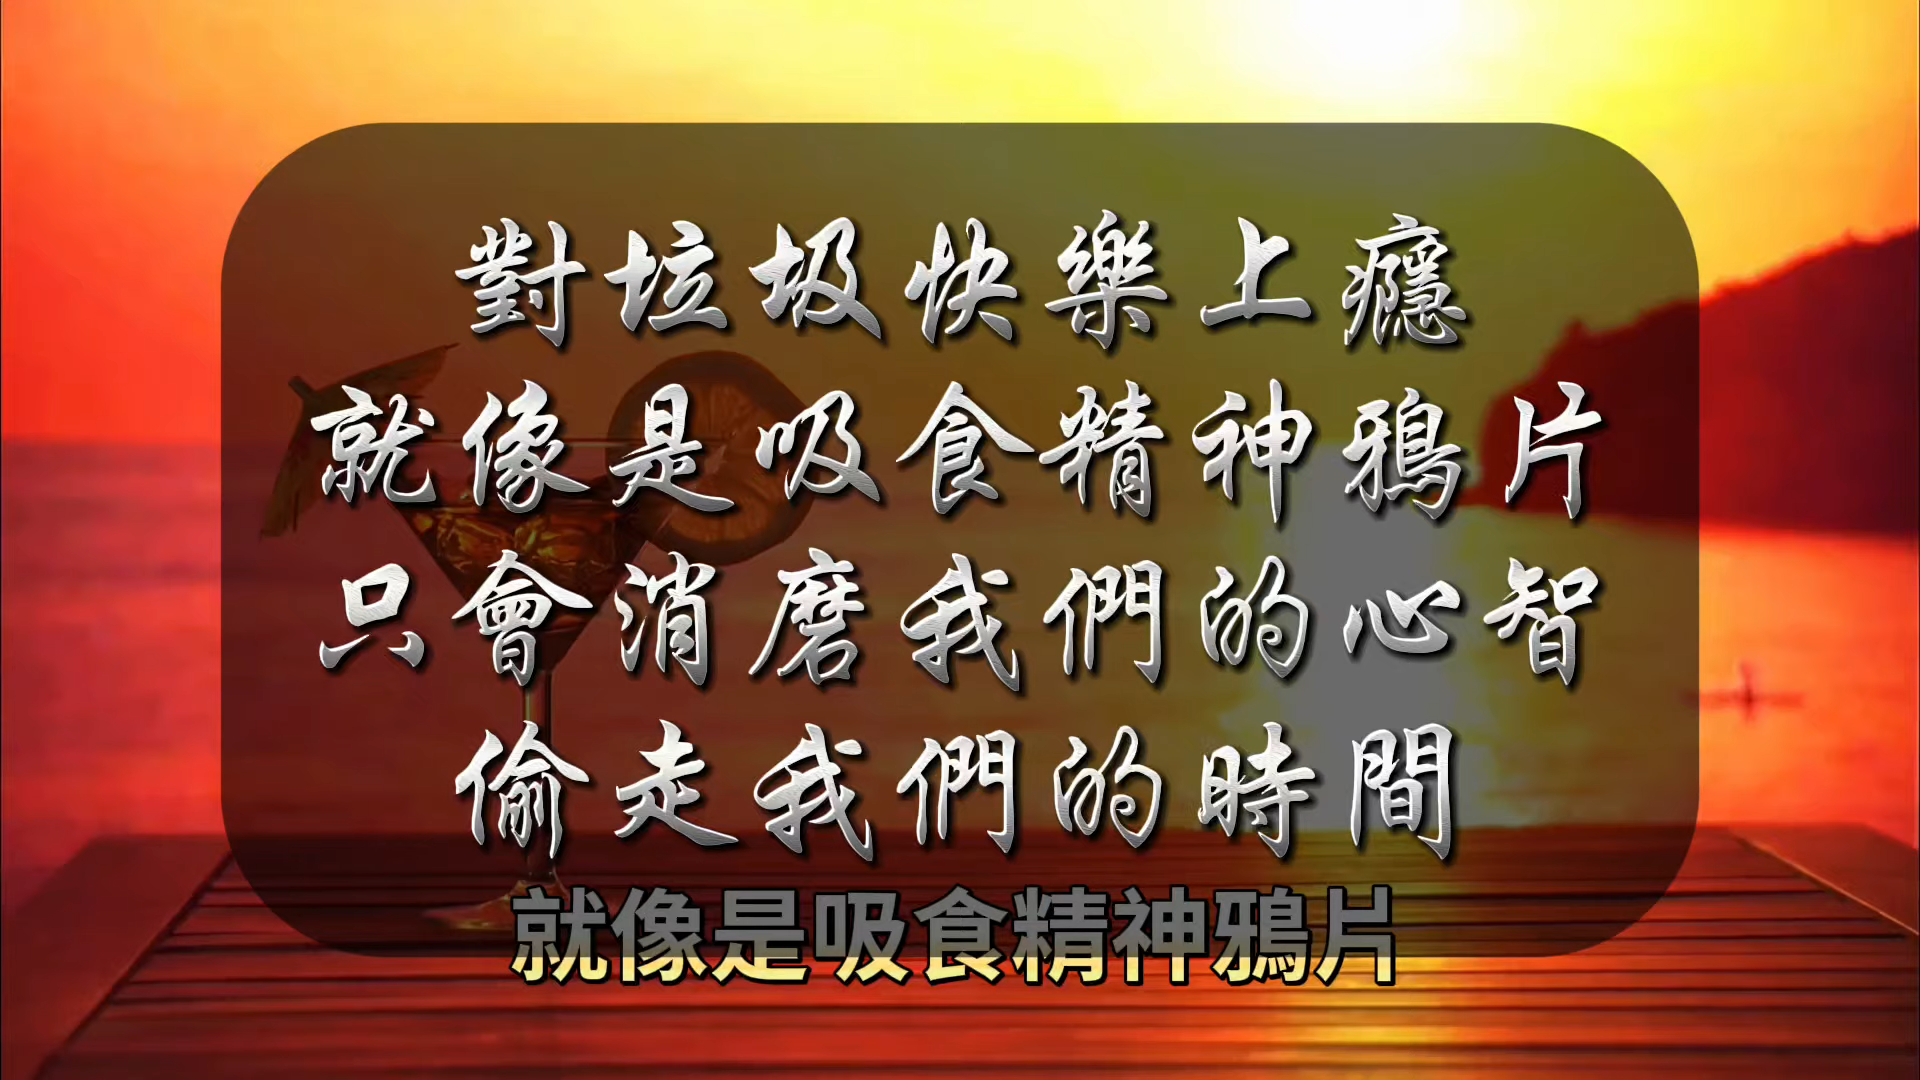 對垃圾快樂上癮
就像是吸食精神鴉片
只會消磨我們的心智
偷走我們的時間
就像是吸食精神鴉片